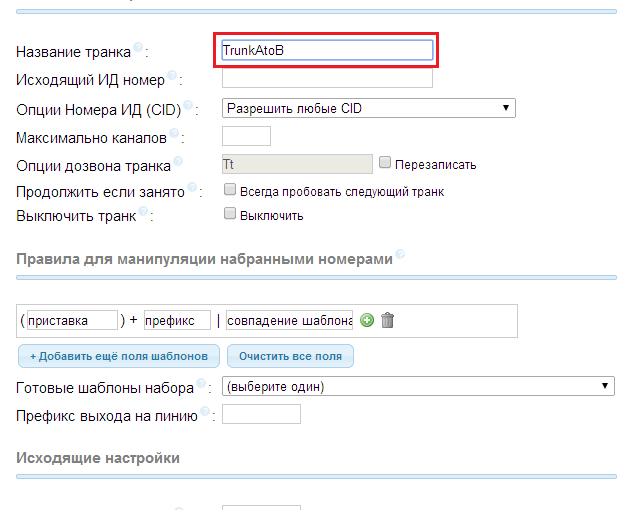 Название транка?: TrunkAtoB
Исходящий ИД номер?:
Опции Номера ИД (CID)?: Разрешить любые CID
Максимально каналов?:
Опции дозвона транка? Tt Перезаписать
Продолжить если занято?: Всегда пробовать следующий транк
Выключить транк?: Выключить
Правила для манипуляции набранными номерами?
(приставка) + префикс | совпадение шаблона
+ Добавить ещё поля шаблонов Очистить все поля
Готовые шаблоны набора?: (выберите один)
Префикс выхода на линию?:
Исходящие настройки